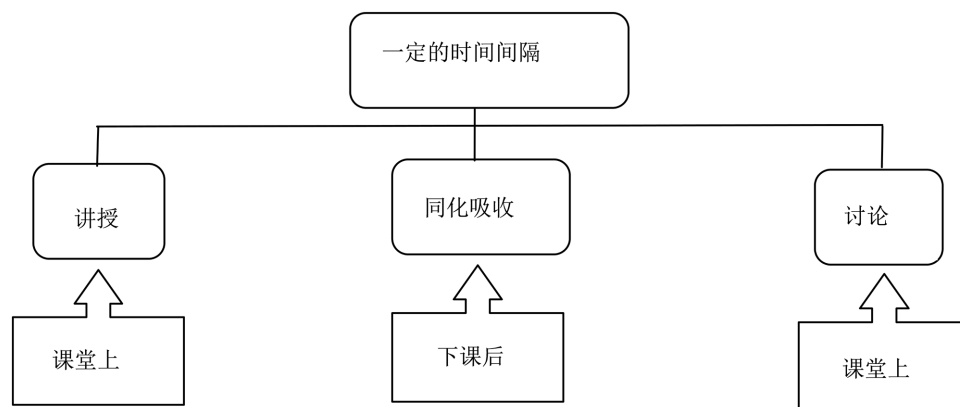 一定的时间间隔
讲授
同化吸收
讨论
课堂上
下课后
课堂上